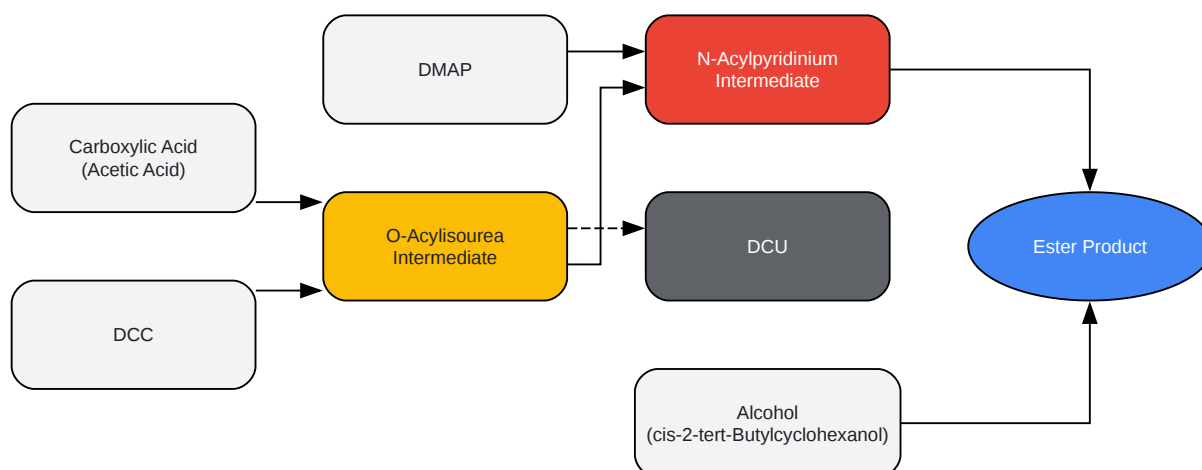 DMAP
N-Acylpyridinium
Intermediate
Carboxylic Acid
(Acetic Acid)
O-Acylisourea
Intermediate
DCU
Ester Product
DCC
Alcohol
(cis-2-tert-Butylcyclohexanol)